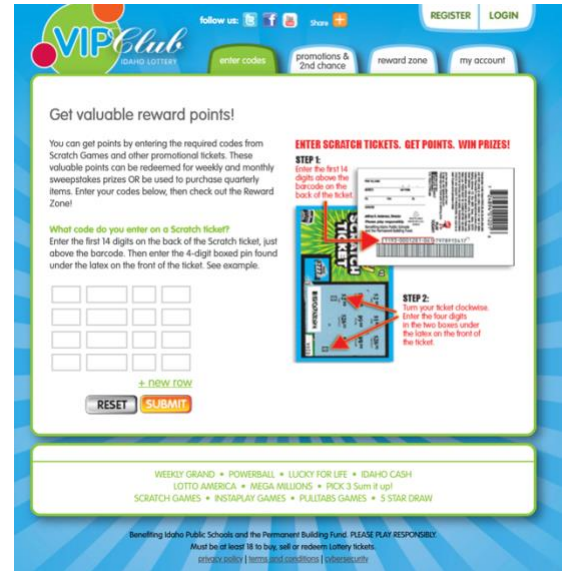 follow us:
Share
REGISTER
LOGIN
VIP Club
IDAHO LOTTERY
enter codes
promotions &
2nd chance
reward zone
my account
Get valuable reward points!
You can get points by entering the required codes from
Scratch Games and other promotional tickets. These
valuable points can be redeemed for weekly and monthly
sweepstakes prizes OR be used to purchase quarterly
items. Enter your codes below, then check out the Reward
Zone!
What code do you enter on a Scratch ticket?
Enter the first 14 digits on the back of the Scratch ticket, just
above the barcode. Then enter the 4-digit boxed pin found
under the latex on the front of the ticket. See example.
+ new row
RESET
SUBMIT
ENTER SCRATCH TICKETS. GET POINTS. WIN PRIZES!
STEP 1:
Enter the first 14
digits above the
barcode on the
back of the ticket.
SCRATCH
TICKET
STEP 2:
Turn your ticket clockwise.
Enter the four digits
in the two boxes under
the latex on the front of
the ticket.
WEEKLY GRAND • POWERBALL • LUCKY FOR LIFE • IDAHO CASH
LOTTO AMERICA • MEGA MILLIONS • PICK 3 Sum it up!
SCRATCH GAMES • INSTAPLAY GAMES • PULLTABS GAMES • 5 STAR DRAW
Benefiting Idaho Public Schools and the Permanent Building Fund. PLEASE PLAY RESPONSIBLY.
Must be at least 18 to buy, sell or redeem Lottery tickets.
privacy policy | terms and conditions | cybersecurity